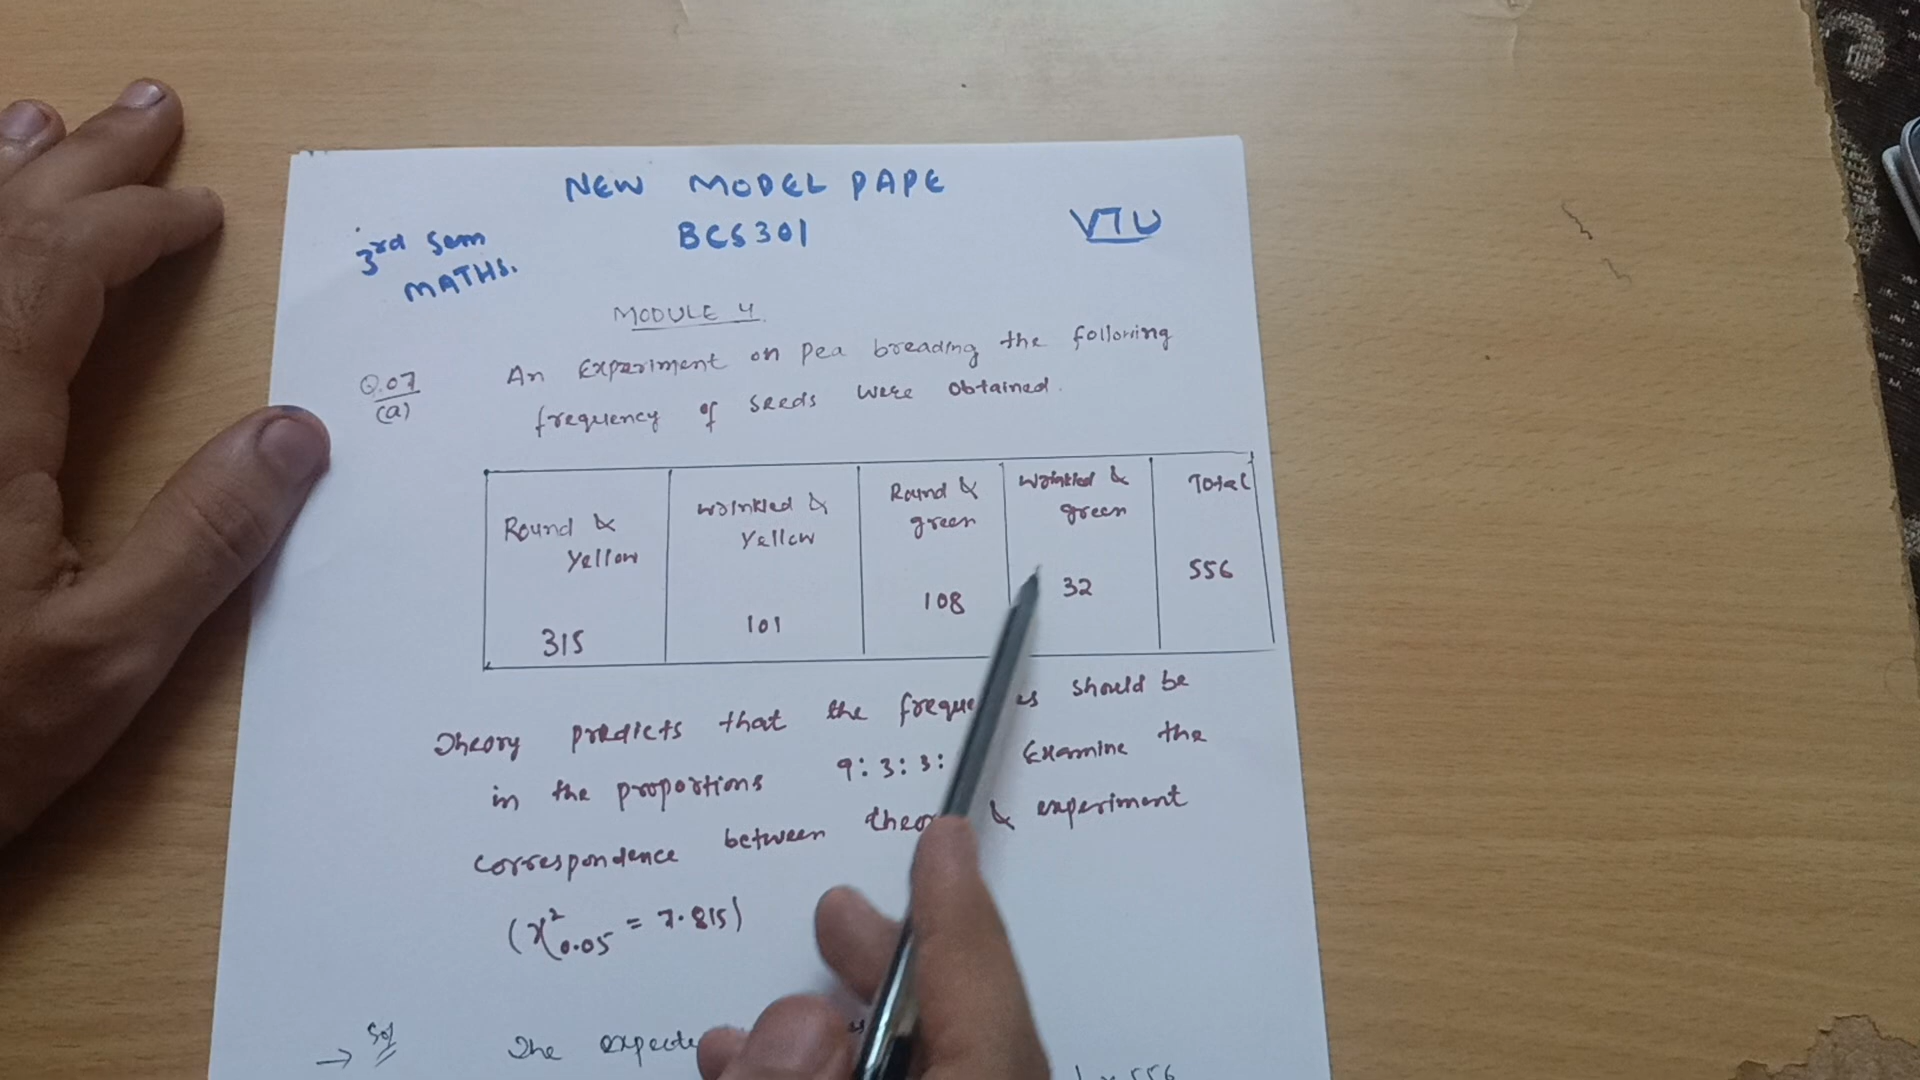 NEW MODEL PAPE
BCS301
VTU
3rd Sem
MATHS.
MODULE 4
Q.07
(a)
An Experiment on Pea breading the following
frequency of seeds were obtained.
Round & Yellow
wrinkled & Yellow
Round & green
wrinkled & green
Total
315
101
108
32
556
Theory predicts that the should be
in the proportions 9:3:3: Examine the
correspondence between & experiment
(χ²0.05 = 7.815)
→ Sol
The
× 556